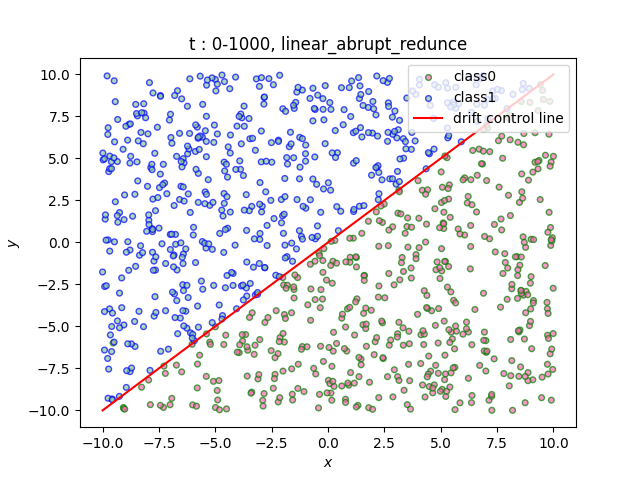 t : 0-1000, linear_abrupt_redunce
class0
class1
drift control line
10.0
7.5
5.0
2.5
0.0
−2.5
−5.0
−7.5
−10.0
y
−10.0 −7.5 −5.0 −2.5 0.0 2.5 5.0 7.5 10.0
x